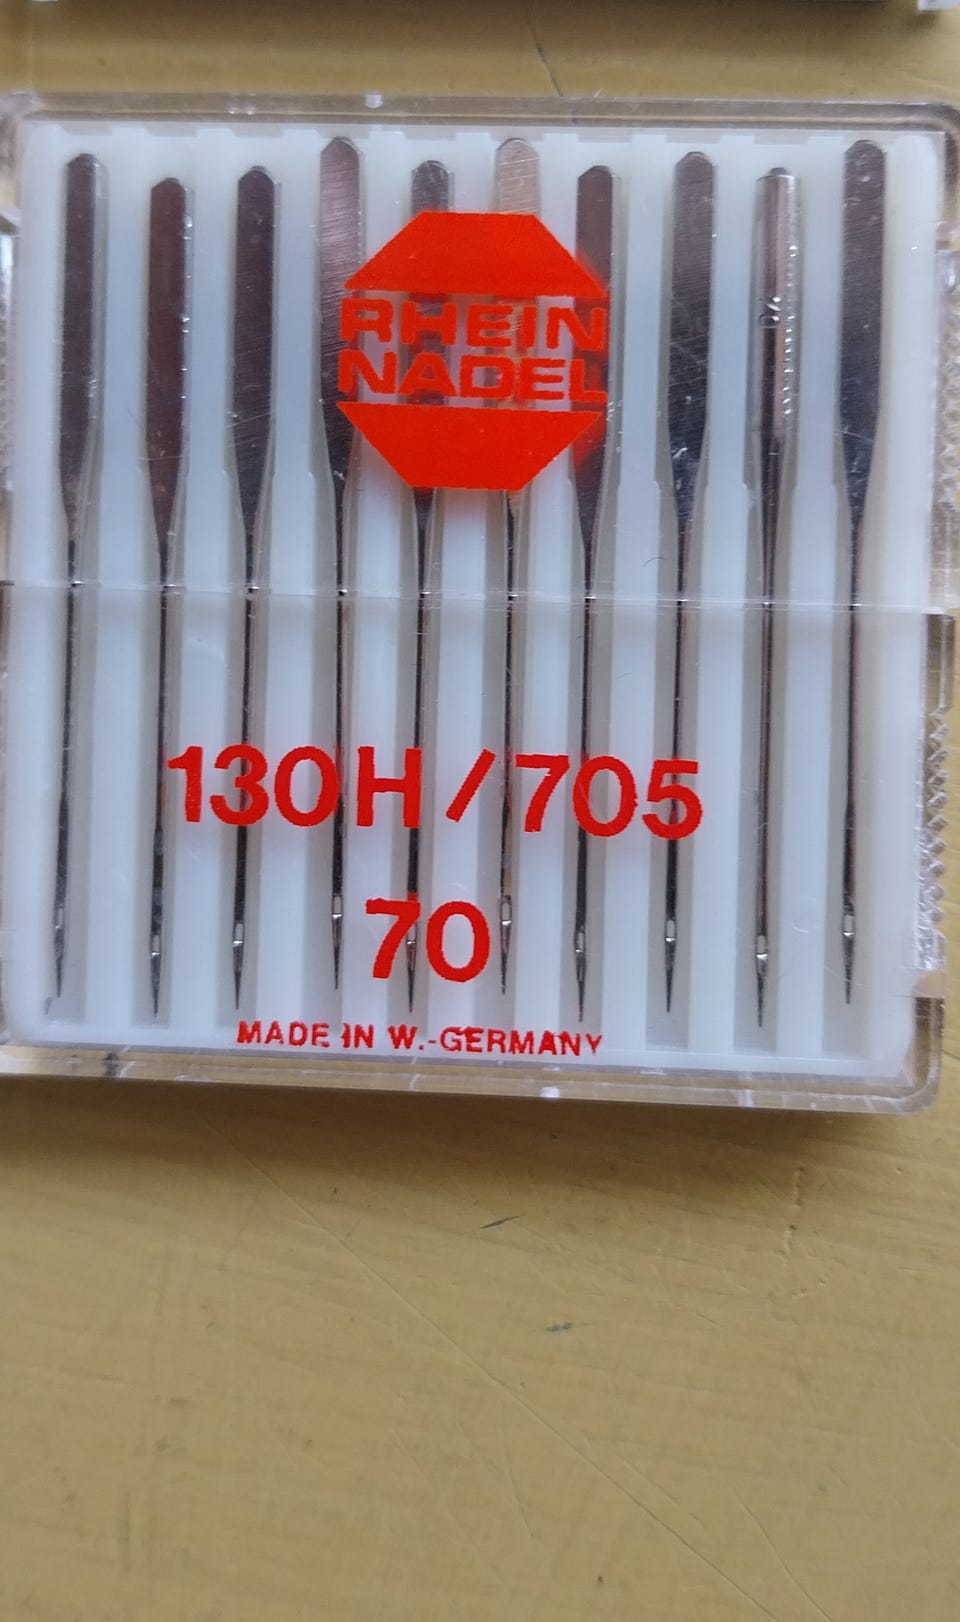 RHEIN
NADEL
130H/705
70
MADE IN W.-GERMANY